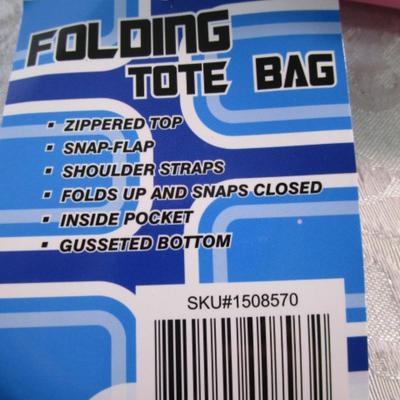 FOLDING
TOTE BAG
▪ ZIPPERED TOP
▪ SNAP-FLAP
▪ SHOULDER STRAPS
▪ FOLDS UP AND SNAPS CLOSED
▪ INSIDE POCKET
▪ GUSSETED BOTTOM
SKU#1508570